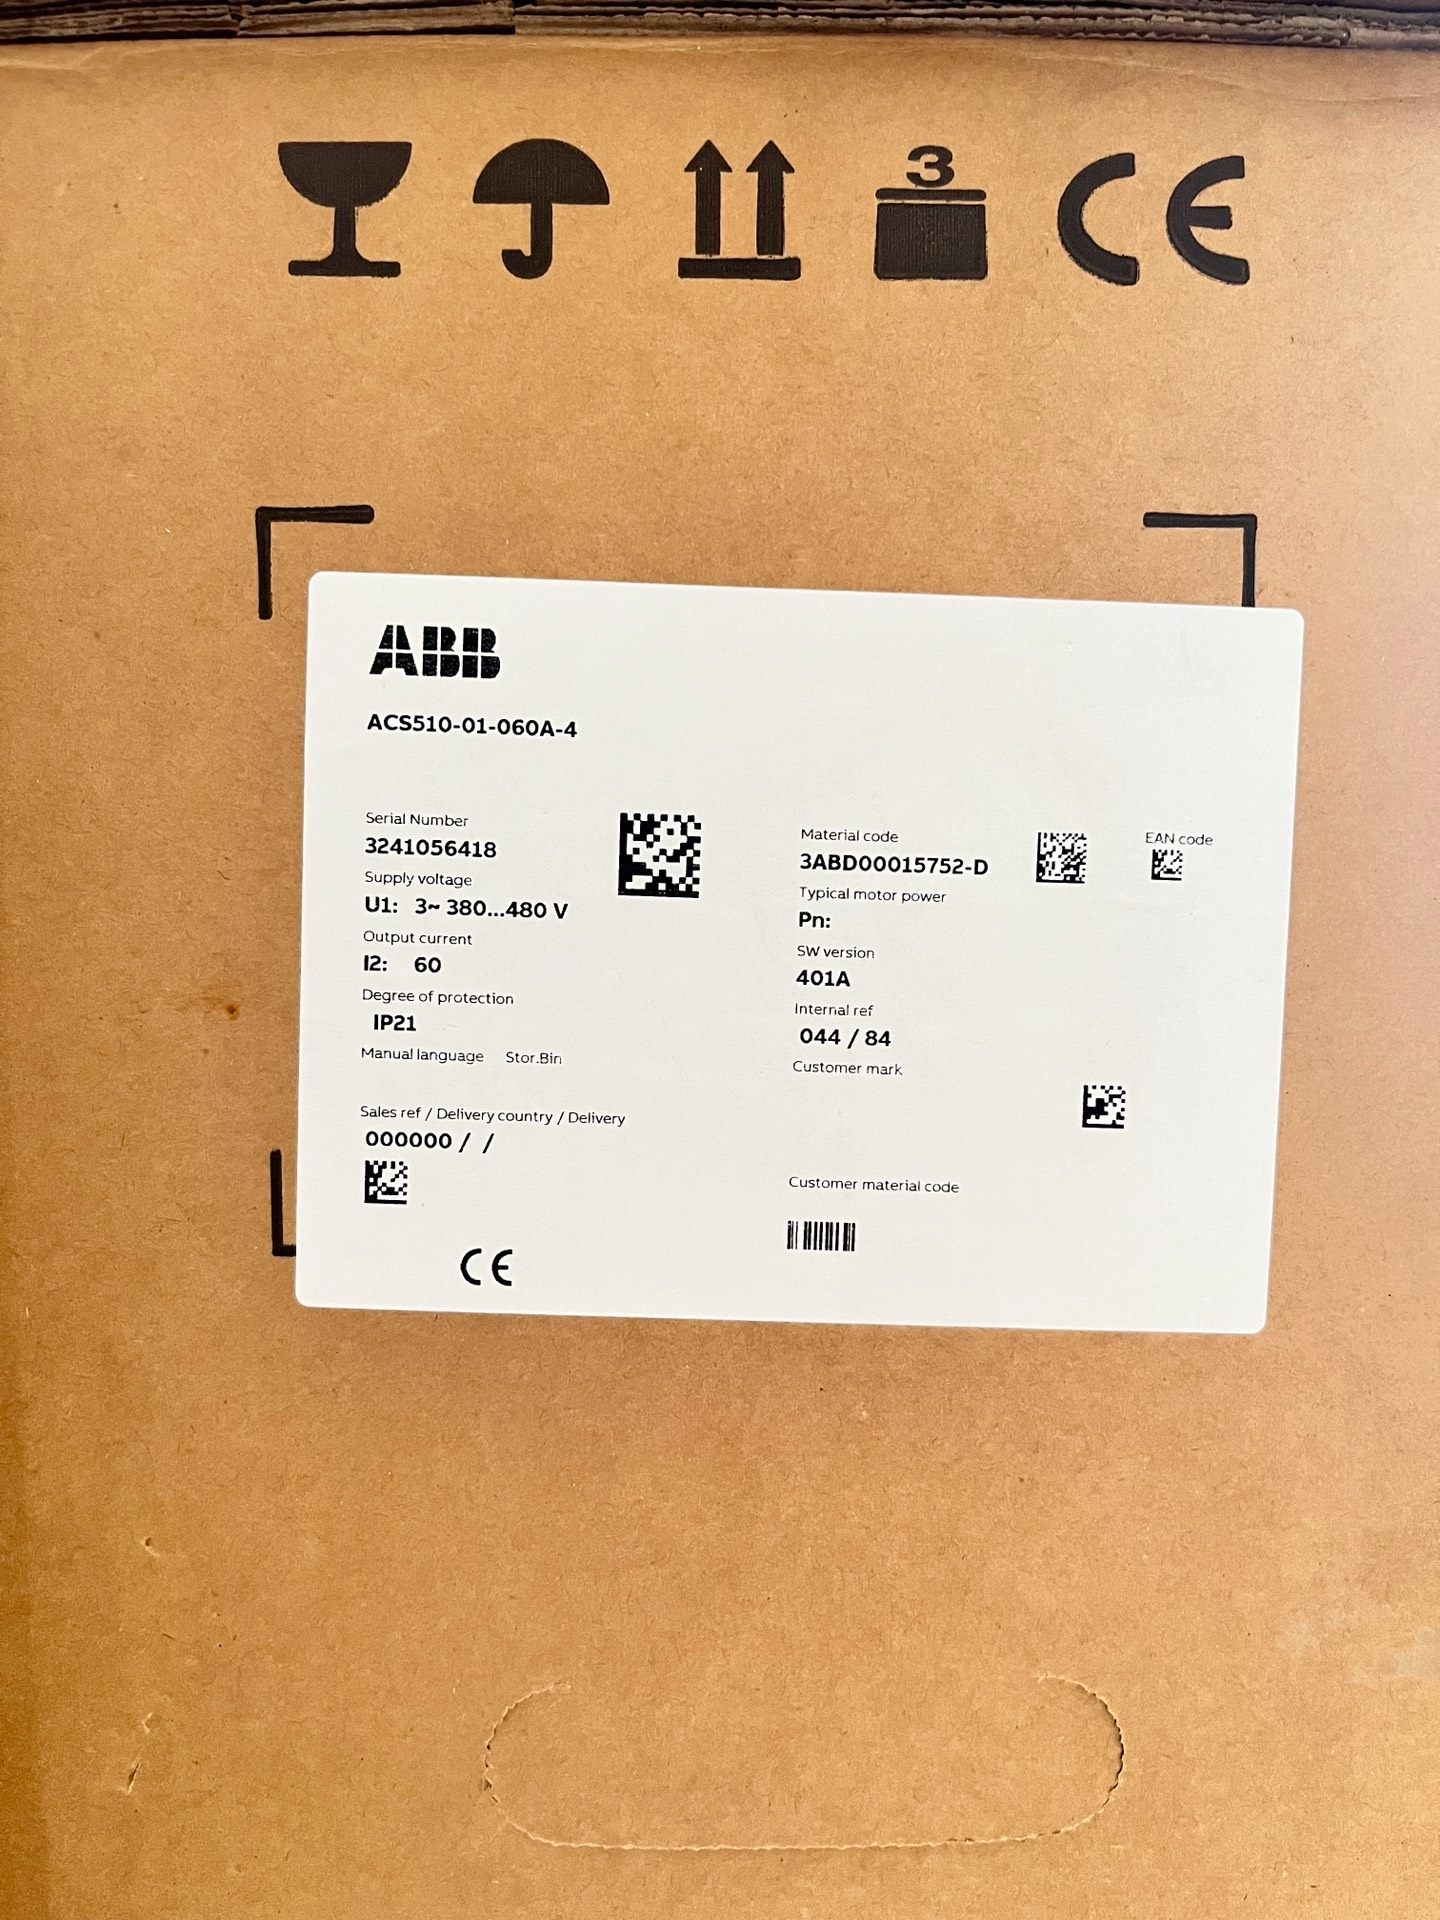 3
CE
ABB
ACS510-01-060A-4
Serial Number
3241056418
Supply voltage
U1: 3~ 380...480 V
Output current
I2: 60
Degree of protection
IP21
Manual language Stor.Bin
Sales ref / Delivery country / Delivery
000000 / /
CE
Material code
3ABD00015752-D
EAN code
Typical motor power
Pn:
SW version
401A
Internal ref
044 / 84
Customer mark
Customer material code